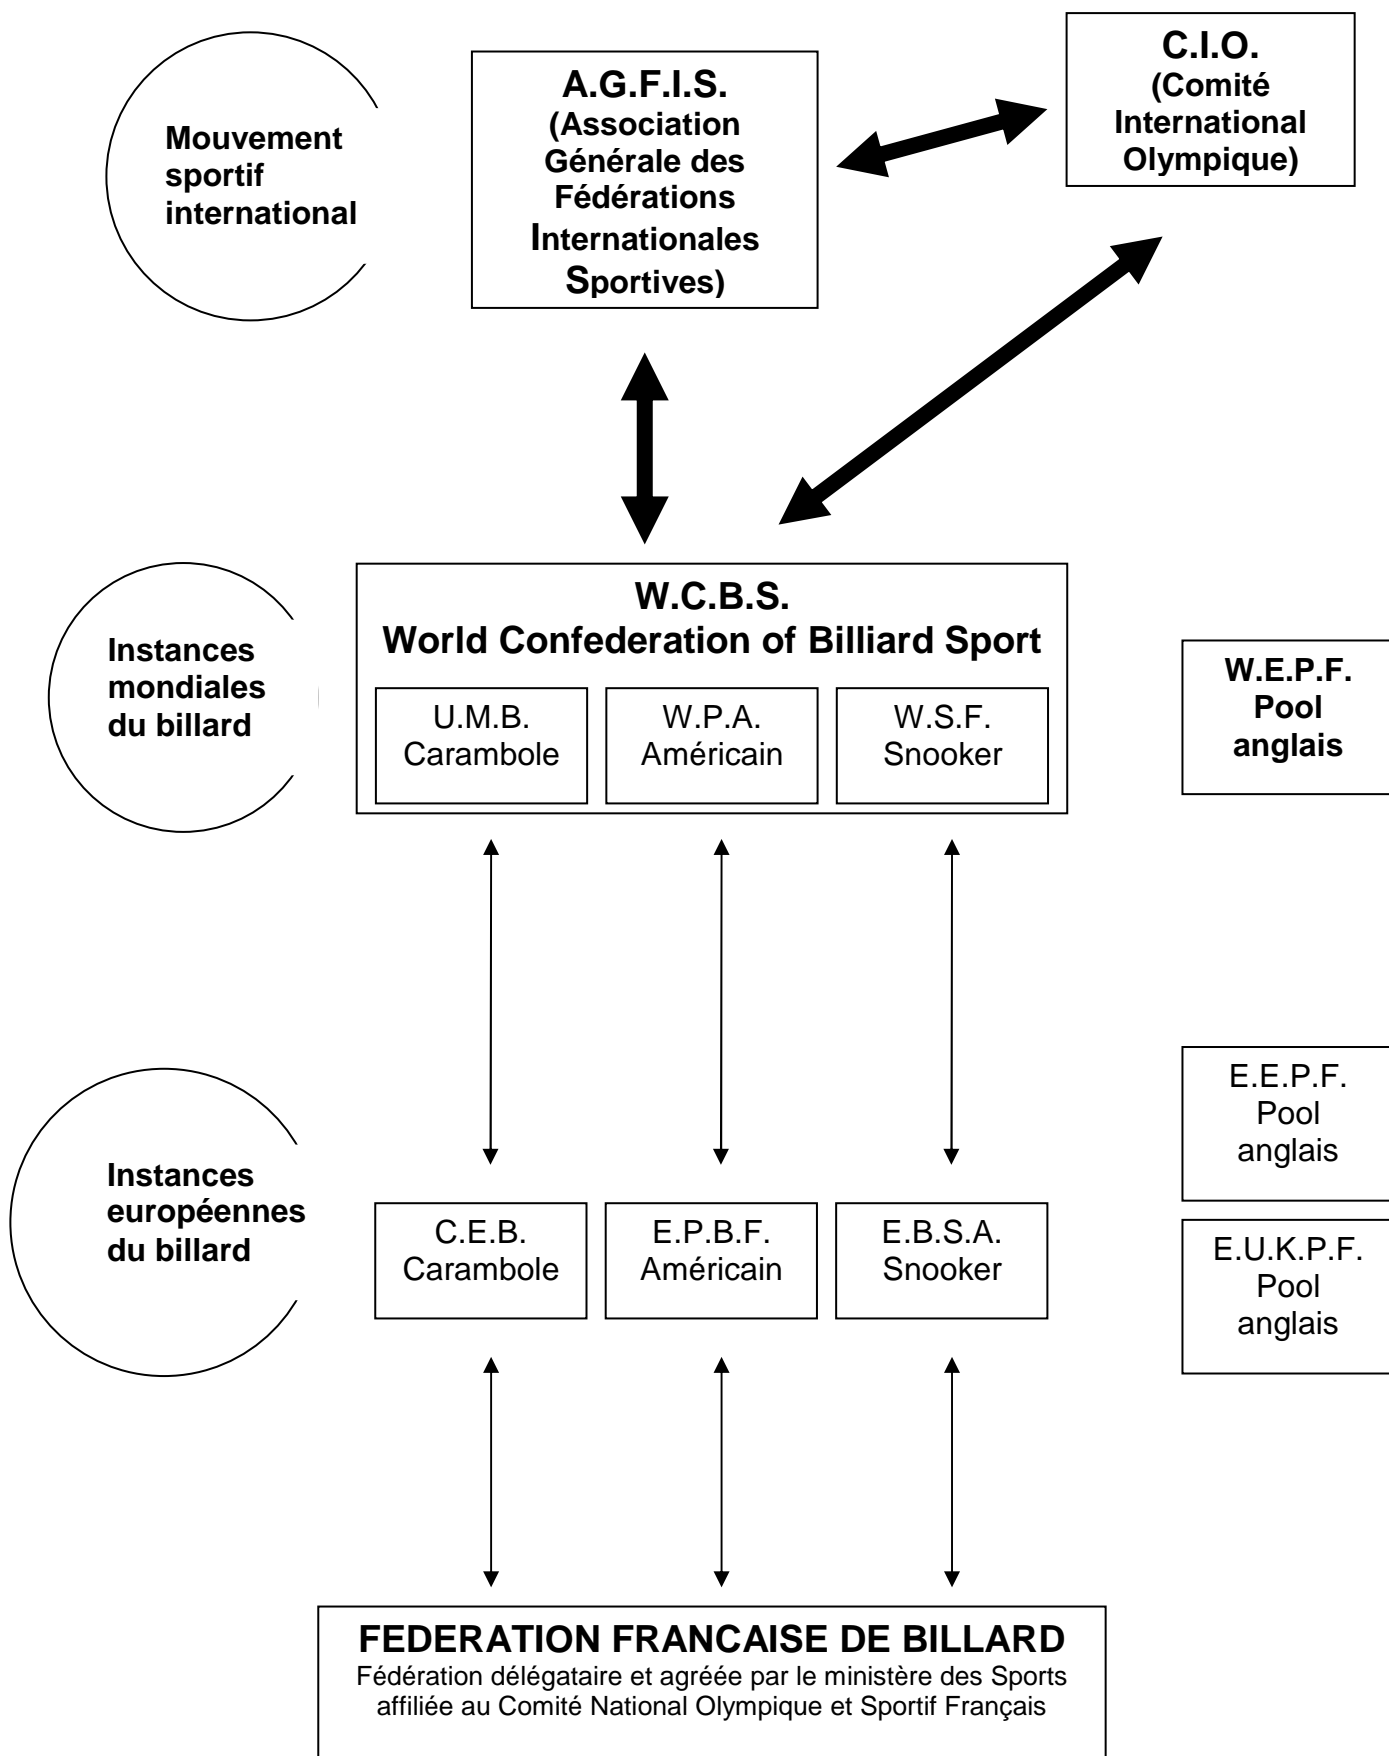 Mouvement
sportif
international
A.G.F.I.S.
(Association
Générale des
Fédérations
Internationales
Sportives)
C.I.O.
(Comité
International
Olympique)
Instances
mondiales
du billard
W.C.B.S.
World Confederation of Billiard Sport
U.M.B.
Carambole
W.P.A.
Américain
W.S.F.
Snooker
W.E.P.F.
Pool
anglais
Instances
européennes
du billard
C.E.B.
Carambole
E.P.B.F.
Américain
E.B.S.A.
Snooker
E.E.P.F.
Pool
anglais
E.U.K.P.F.
Pool
anglais
FEDERATION FRANCAISE DE BILLARD
Fédération délégataire et agréée par le ministère des Sports
affiliée au Comité National Olympique et Sportif Français